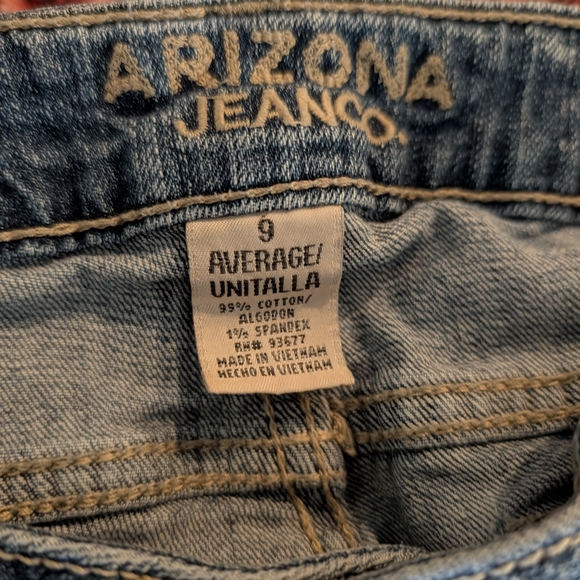 ARIZONA
JEAN CO.
9
AVERAGE/
UNITALLA
99% COTTON/
ALGODON
1% SPANDEX
RN# 93677
MADE IN VIETNAM
HECHO EN VIETNAM